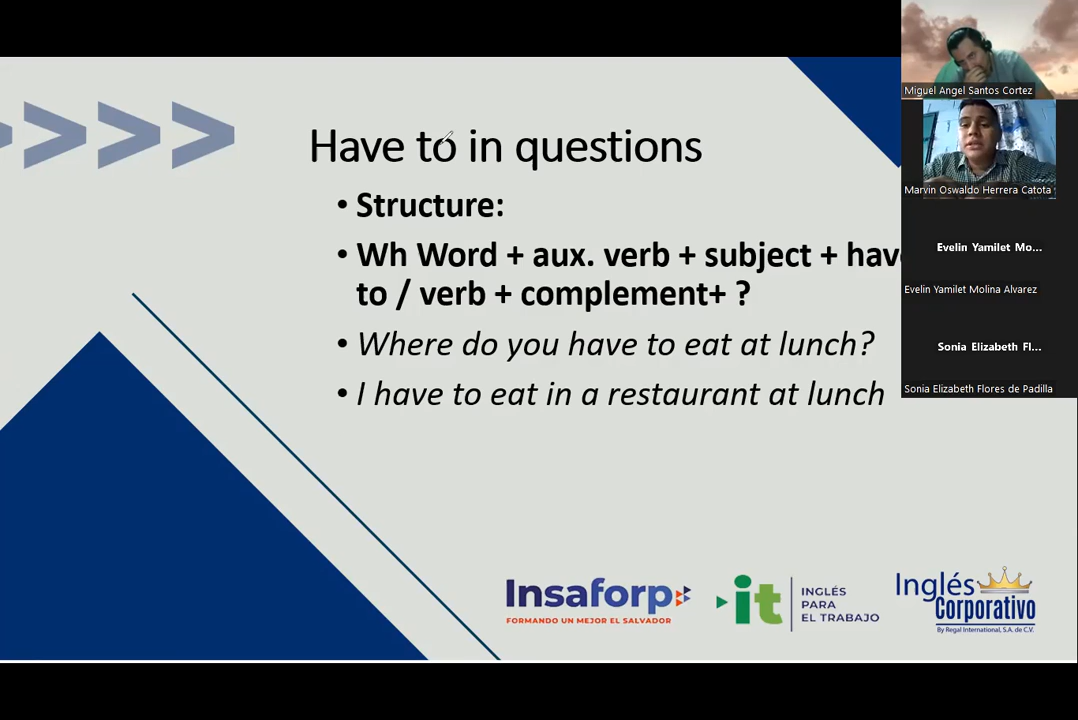 Have to in questions
• Structure:
• Wh Word + aux. verb + subject + hav
to / verb + complement+ ?
• Where do you have to eat at lunch?
• I have to eat in a restaurant at lunch
Miguel Angel Santos Cortez
Marvin Oswaldo Herrera Catota
Evelin Yamilet Mo...
Evelin Yamilet Molina Alvarez
Sonia Elizabeth Fl...
Sonia Elizabeth Flores de Padilla
Insaforp
FORMANDO UN MEJOR EL SALVADOR
it
INGLÉS
PARA
EL TRABAJO
Inglés
Corporativo
By Regal International, S.A. de C.V.